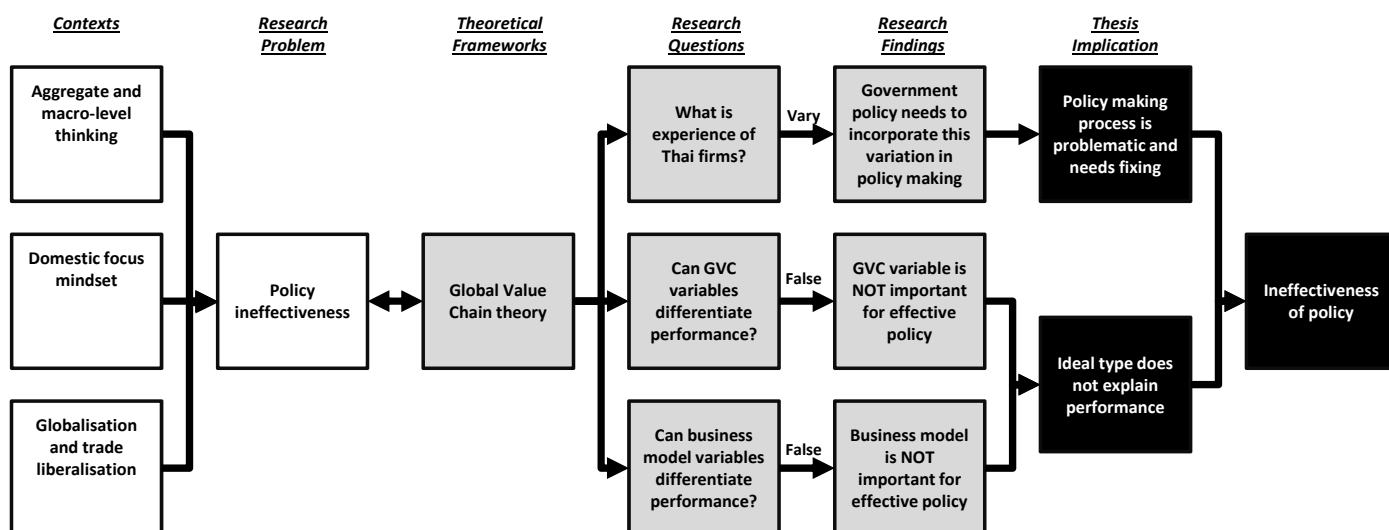 Contexts
Research
Problem
Theoretical
Frameworks
Research
Questions
Research
Findings
Thesis
Implication
Aggregate and
macro-level
thinking
Domestic focus
mindset
Globalisation
and trade
liberalisation
Policy
ineffectiveness
Global Value
Chain theory
What is
experience of
Thai firms?
Vary
Government
policy needs to
incorporate this
variation in
policy making
Policy making
process is
problematic and
needs fixing
Can GVC
variables
differentiate
performance?
False
GVC variable is
NOT important
for effective
policy
Can business
model variables
differentiate
performance?
False
Business model
is NOT
important for
effective policy
Ideal type does
not explain
performance
Ineffectiveness
of policy